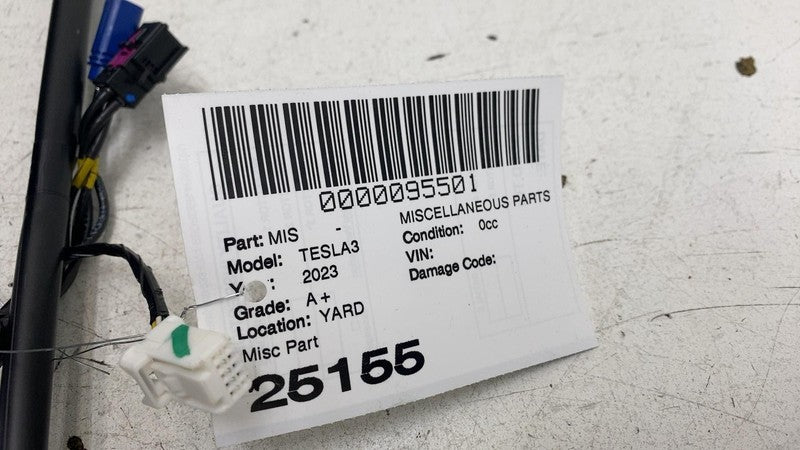 0000095501
Part: MIS - MISCELLANEOUS PARTS
Model: TESLA3 Condition: 0cc
2023 VIN:
Grade: A+ Damage Code:
Location: YARD
Misc Part
25155